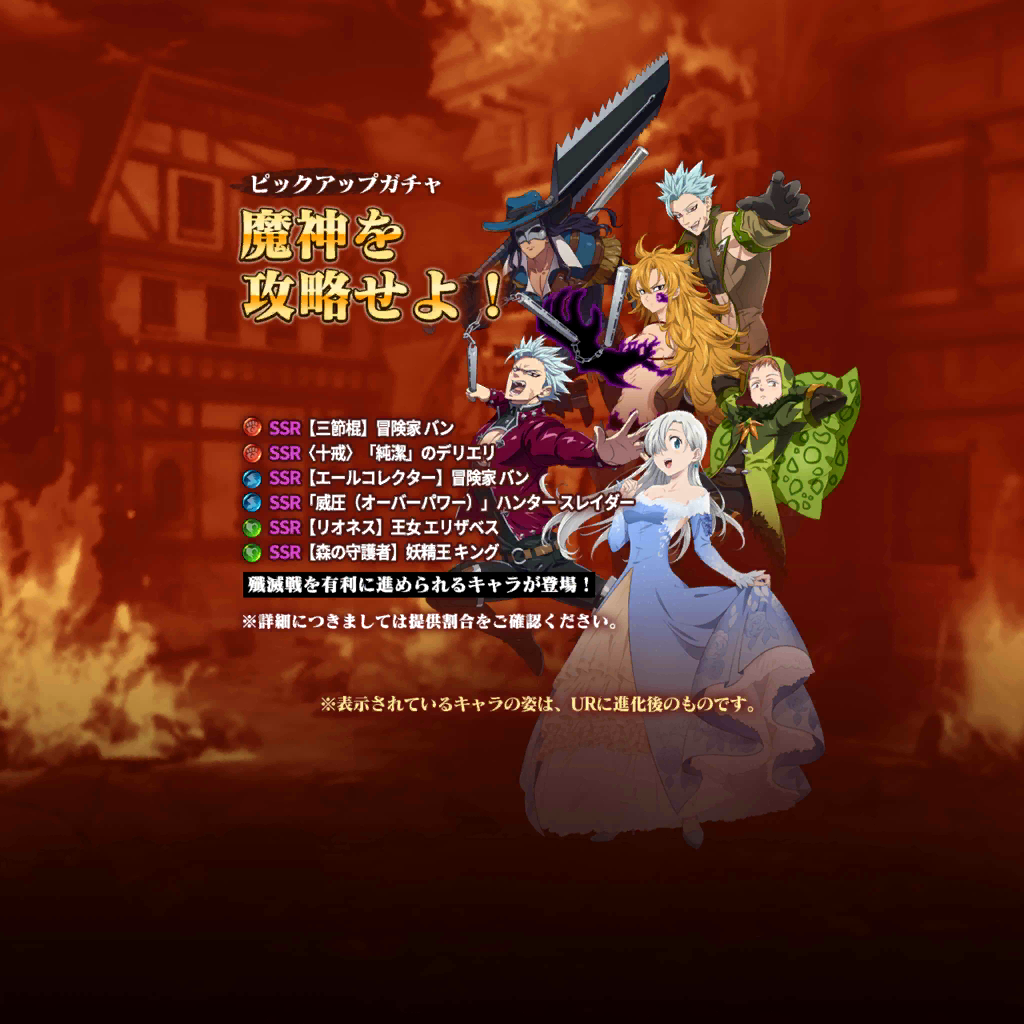 ピックアップガチャ
魔神を
攻略せよ！
SSR【三節棍】冒険家 バン
SSR〈十戒〉「純潔」のデリエリ
SSR【エールコレクター】冒険家 バン
SSR「威圧（オーバーパワー）」ハンター スレイダー
SSR【リオネス】王女 エリザベス
SSR【森の守護者】妖精王 キング
殲滅戦を有利に進められるキャラが登場！
※詳細につきましては提供割合をご確認ください。
※表示されているキャラの姿は、URに進化後のものです。